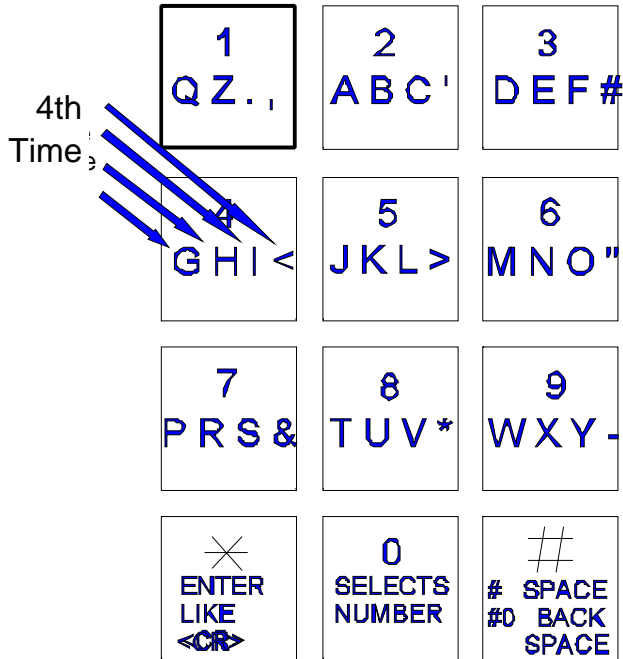 1
QZ.,
2
ABC'
3
DEF#
4th
Time
4
GHI<
5
JKL>
6
MNO"
7
PRS&
8
TUV*
9
WXY-
*
ENTER
LIKE
<CR>
0
SELECTS
NUMBER
#
# SPACE
#0 BACK
SPACE